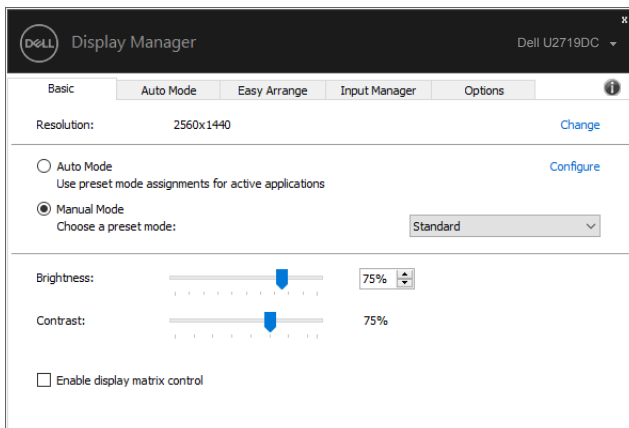 x
DELL Display Manager Dell U2719DC
Basic Auto Mode Easy Arrange Input Manager Options i
Resolution: 2560x1440 Change
Auto Mode Configure
Use preset mode assignments for active applications
Manual Mode
Choose a preset mode: Standard
Brightness: 75%
Contrast: 75%
Enable display matrix control